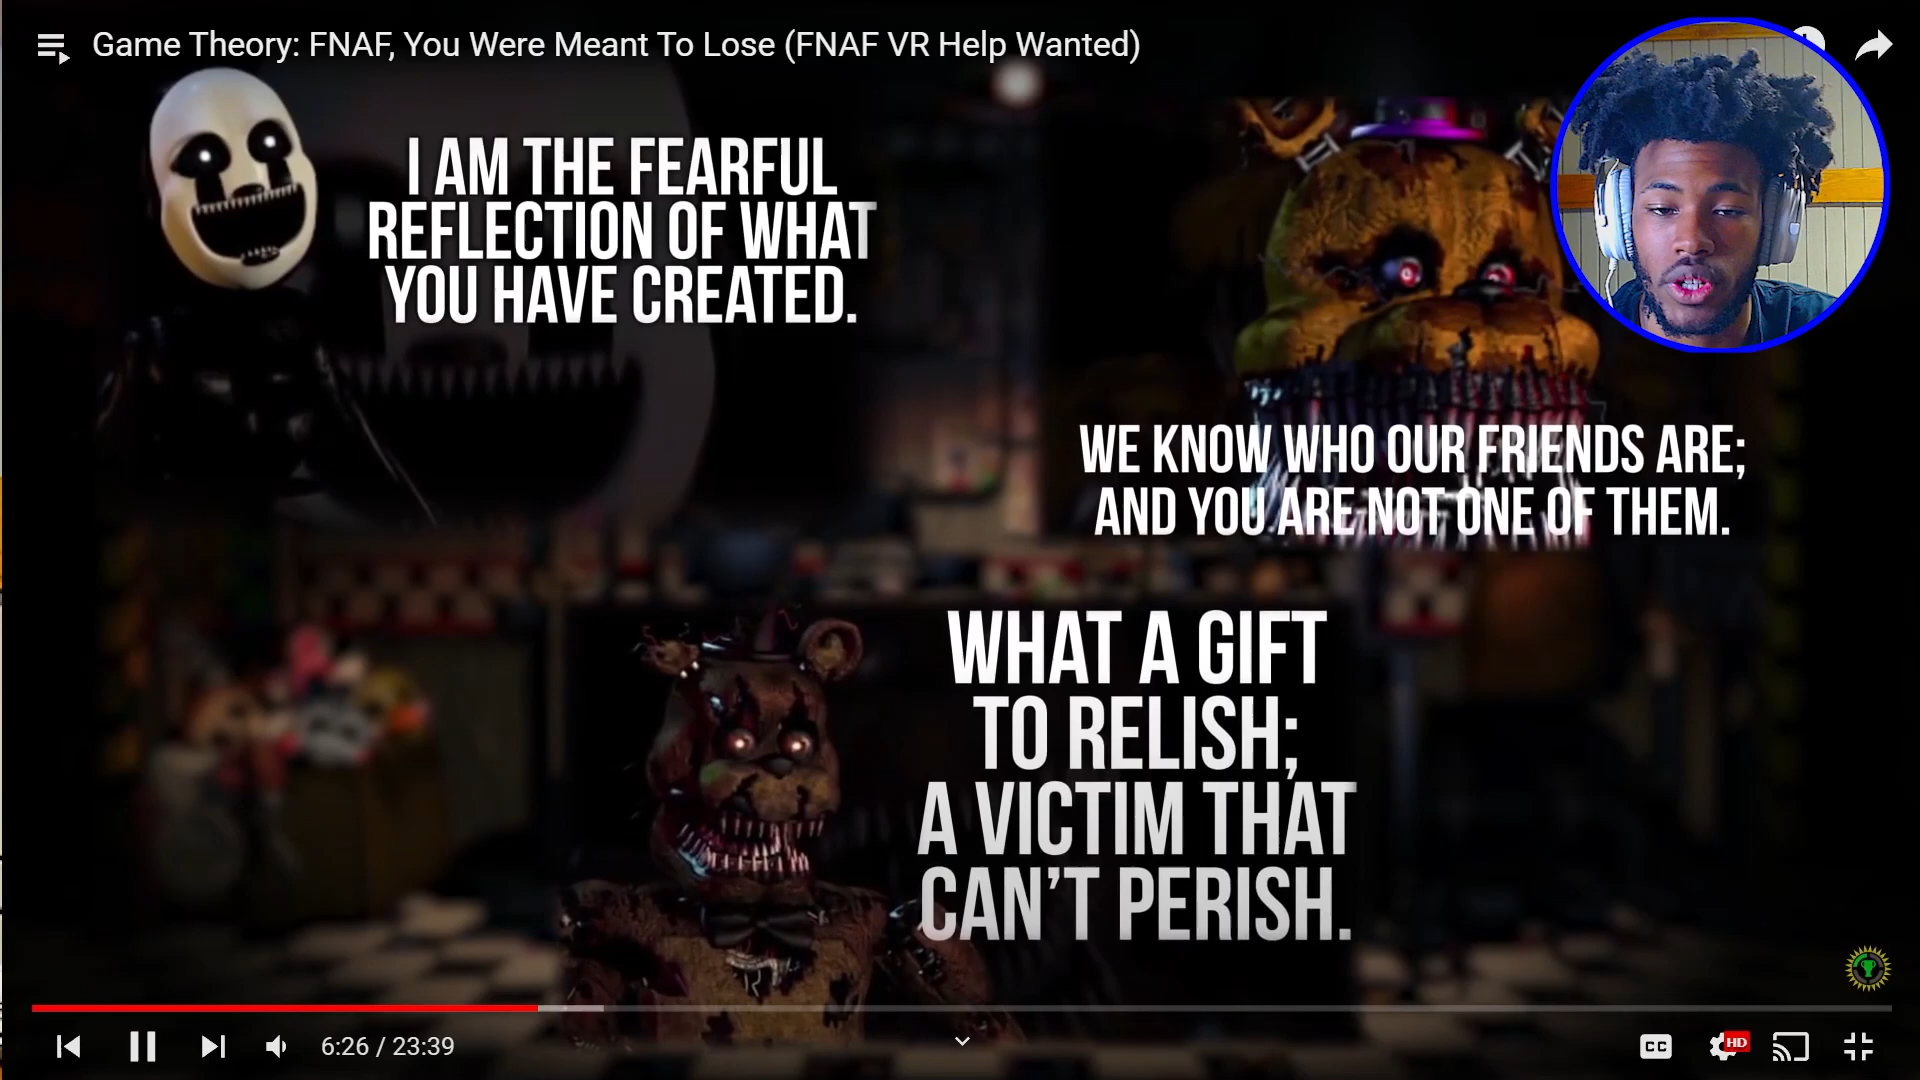 Game Theory: FNAF, You Were Meant To Lose (FNAF VR Help Wanted)
I AM THE FEARFUL
REFLECTION OF WHAT
YOU HAVE CREATED.
WE KNOW WHO OUR FRIENDS ARE;
AND YOU ARE NOT ONE OF THEM.
WHAT A GIFT
TO RELISH;
A VICTIM THAT
CAN'T PERISH.
6:26 / 23:39
CC
HD